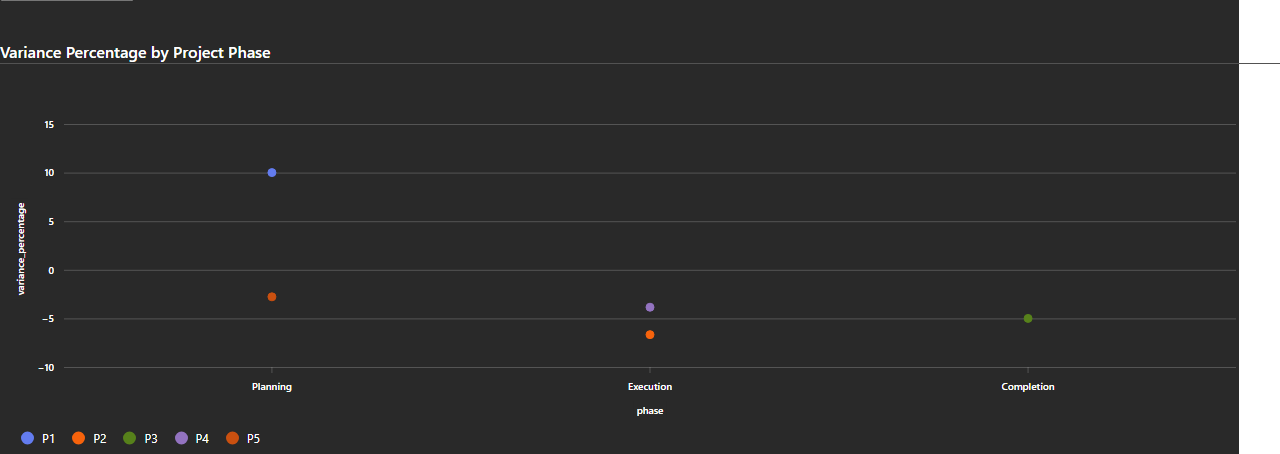 Variance Percentage by Project Phase
15
10
5
0
−5
−10
variance_percentage
Planning
Execution
Completion
phase
P1
P2
P3
P4
P5